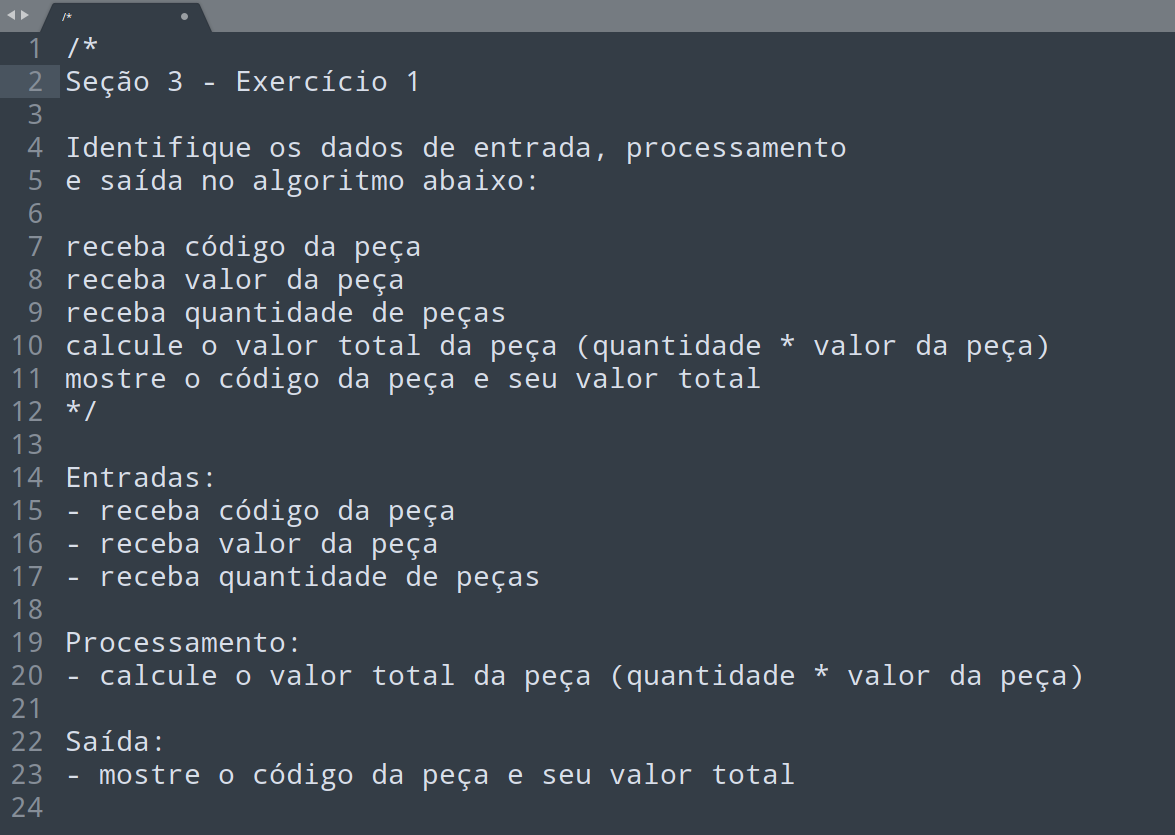 /*
1 /*
2 Seção 3 - Exercício 1
3
4 Identifique os dados de entrada, processamento
5 e saída no algoritmo abaixo:
6
7 receba código da peça
8 receba valor da peça
9 receba quantidade de peças
10 calcule o valor total da peça (quantidade * valor da peça)
11 mostre o código da peça e seu valor total
12 */
13
14 Entradas:
15 - receba código da peça
16 - receba valor da peça
17 - receba quantidade de peças
18
19 Processamento:
20 - calcule o valor total da peça (quantidade * valor da peça)
21
22 Saída:
23 - mostre o código da peça e seu valor total
24